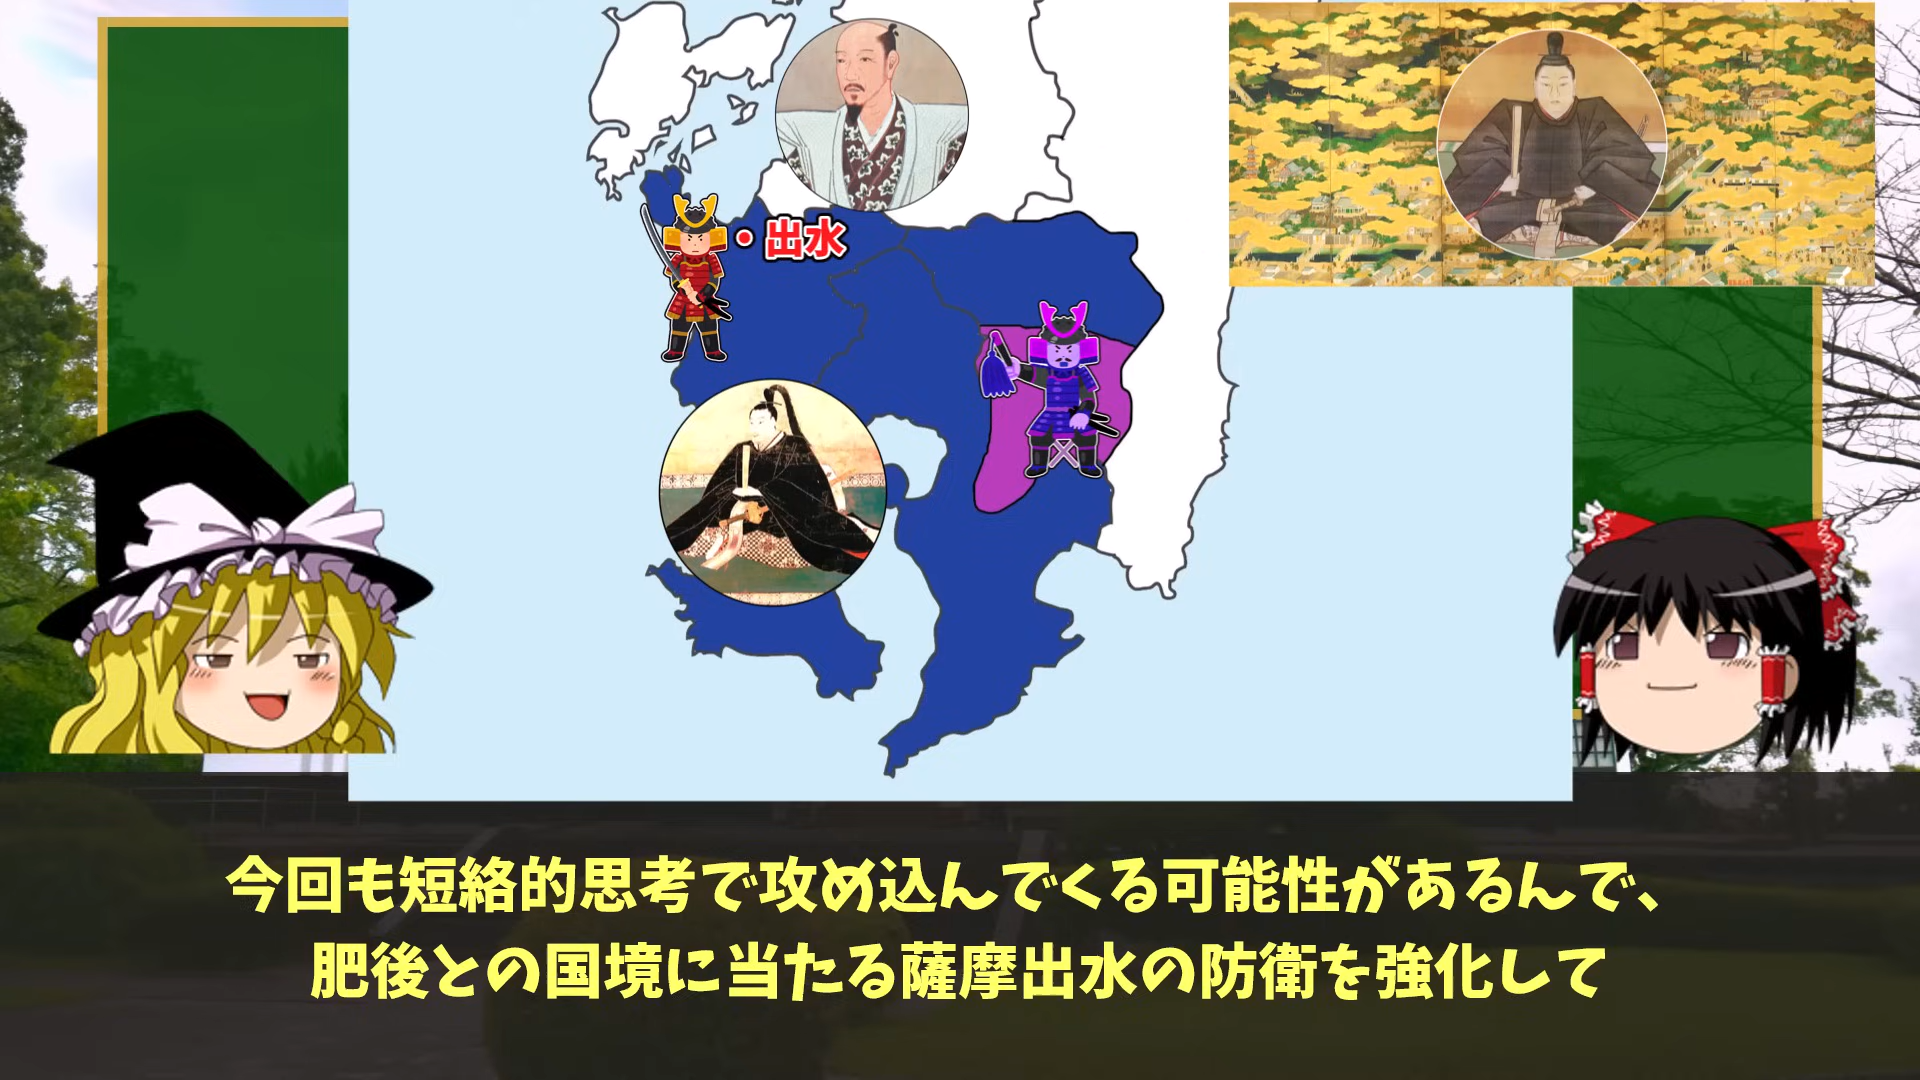 ・出水
今回も短絡的思考で攻め込んでくる可能性があるんで、
肥後との国境に当たる薩摩出水の防衛を強化して